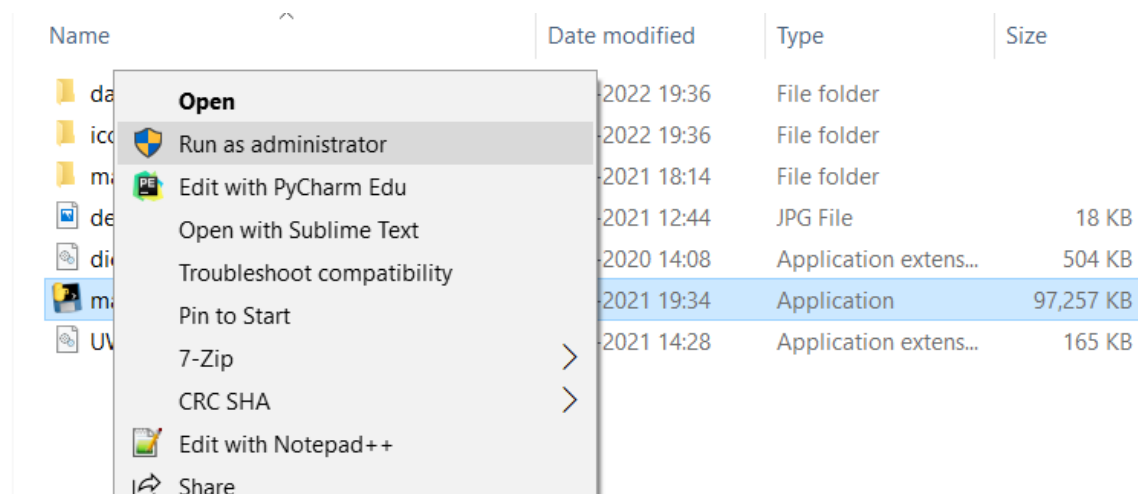 Name Date modified Type Size
da -2022 19:36 File folder
Open
ico -2022 19:36 File folder
Run as administrator
ma -2021 18:14 File folder
Edit with PyCharm Edu
de -2021 12:44 JPG File 18 KB
Open with Sublime Text
die -2020 14:08 Application extens... 504 KB
Troubleshoot compatibility
ma -2021 19:34 Application 97,257 KB
Pin to Start
UV -2021 14:28 Application extens... 165 KB
7-Zip
CRC SHA
Edit with Notepad++
Share